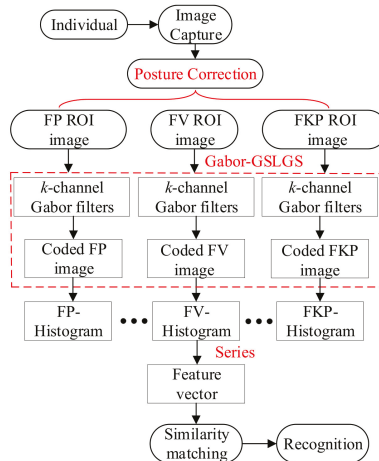 Individual
Image
Capture
Posture Correction
FP ROI
image
FV ROI
image
FKP ROI
image
Gabor-GSLGS
k-channel
Gabor filters
k-channel
Gabor filters
k-channel
Gabor filters
Coded FP
image
Coded FV
image
Coded FKP
image
FP-
Histogram
FV-
Histogram
FKP-
Histogram
Series
Feature
vector
Similarity
matching
Recognition